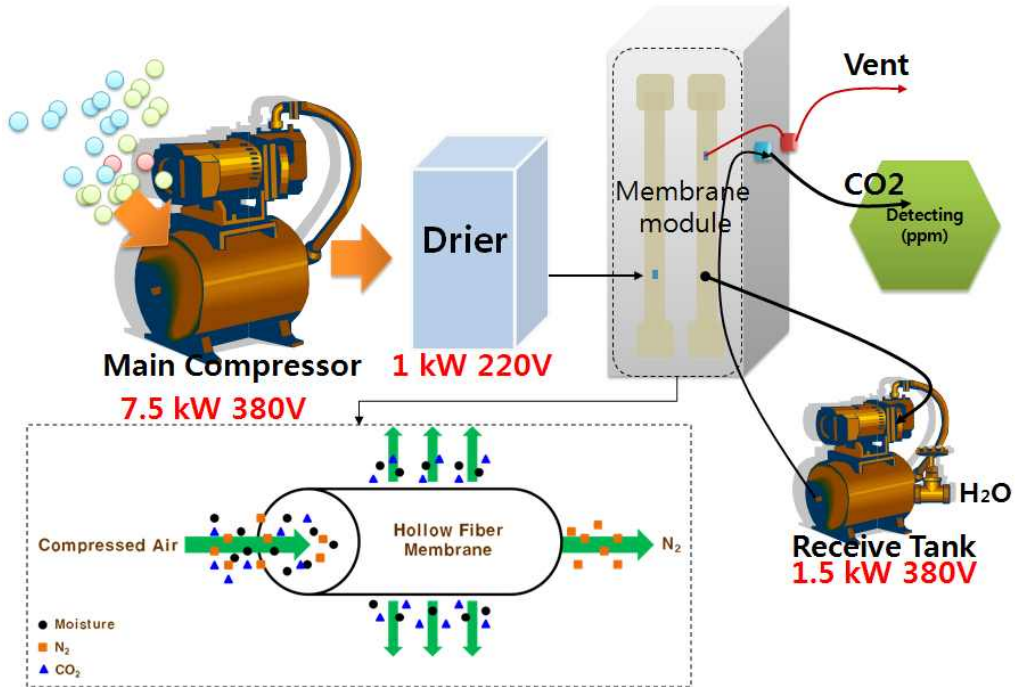 Vent
CO2
Detecting
(ppm)
Membrane
module
Drier
Main Compressor
7.5 kW 380V
1 kW 220V
H₂O
Receive Tank
1.5 kW 380V
Compressed Air
Hollow Fiber
Membrane
N₂
Moisture
N₂
CO₂